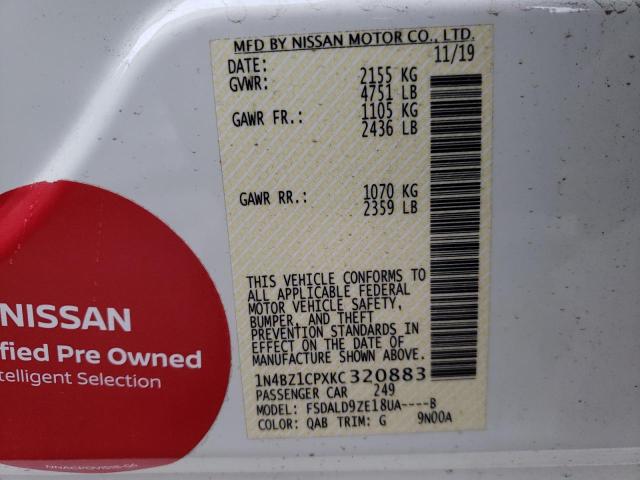 MFD BY NISSAN MOTOR CO., LTD.
DATE: 11/19
GVWR: 2155 KG
4751 LB
GAWR FR.: 1105 KG
2436 LB
GAWR RR.: 1070 KG
2359 LB
THIS VEHICLE CONFORMS TO
ALL APPLICABLE FEDERAL
MOTOR VEHICLE SAFETY,
BUMPER, AND THEFT
PREVENTION STANDARDS IN
EFFECT ON THE DATE OF
MANUFACTURE SHOWN ABOVE.
1N4BZ1CPXKC320883
PASSENGER CAR 249
MODEL: FSDALD9ZE18UA----B
COLOR: QAB TRIM: G 9N00A
NISSAN
fied Pre Owned
telligent Selection